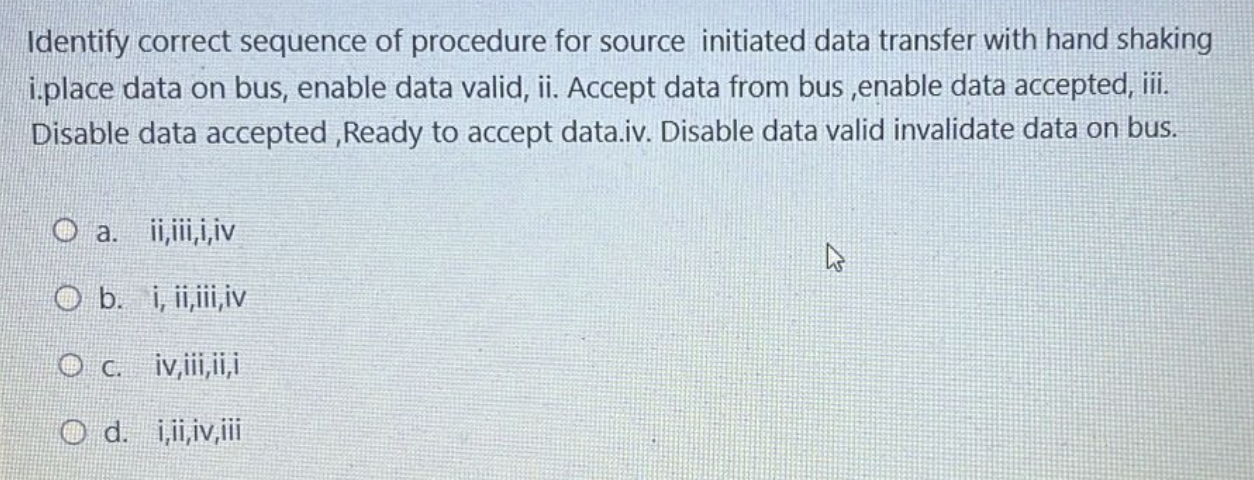 Identify correct sequence of procedure for source initiated data transfer with hand shaking
i.place data on bus, enable data valid, ii. Accept data from bus ,enable data accepted, iii.
Disable data accepted ,Ready to accept data.iv. Disable data valid invalidate data on bus.
a. ii,iii,i,iv
b. i, ii,iii,iv
c. iv,iii,ii,i
d. i,ii,iv,iii